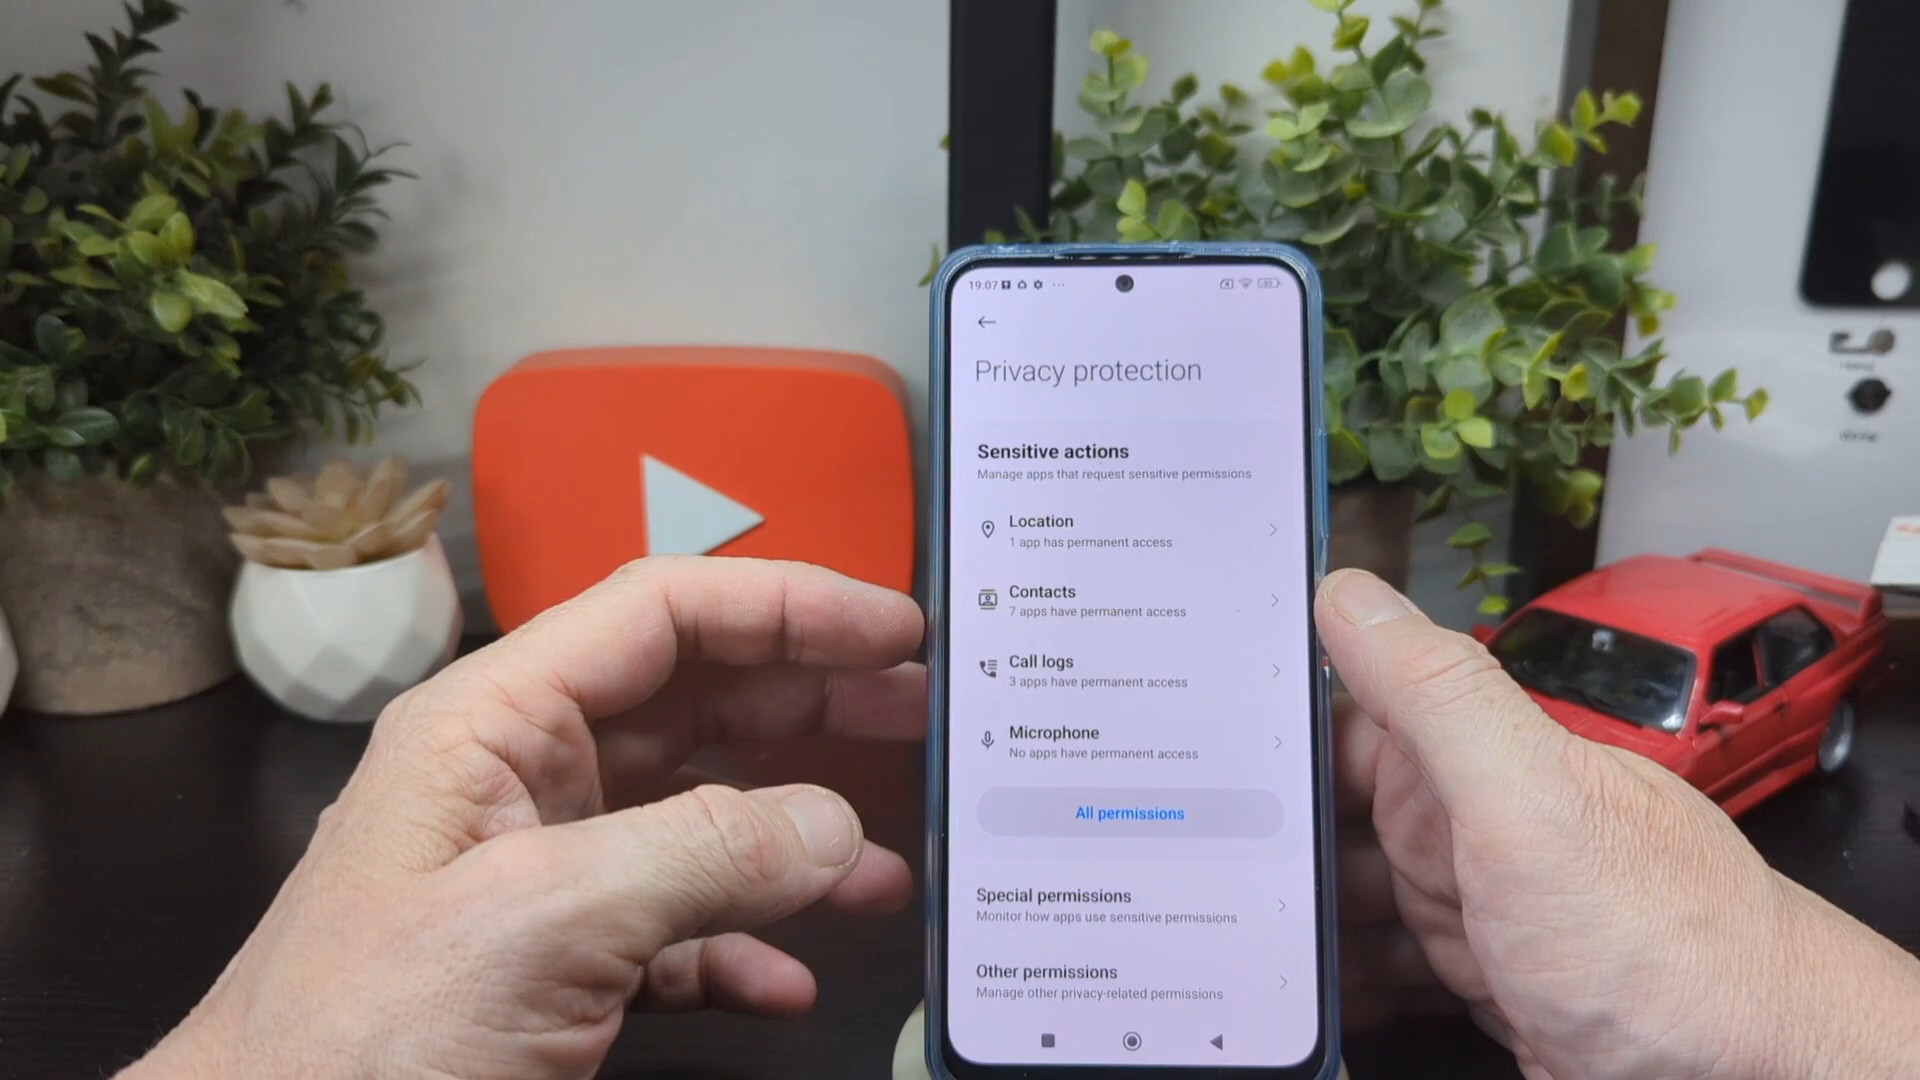 19:07
Privacy protection
Sensitive actions
Manage apps that request sensitive permissions
Location
1 app has permanent access
Contacts
7 apps have permanent access
Call logs
3 apps have permanent access
Microphone
No apps have permanent access
All permissions
Special permissions
Monitor how apps use sensitive permissions
Other permissions
Manage other privacy-related permissions